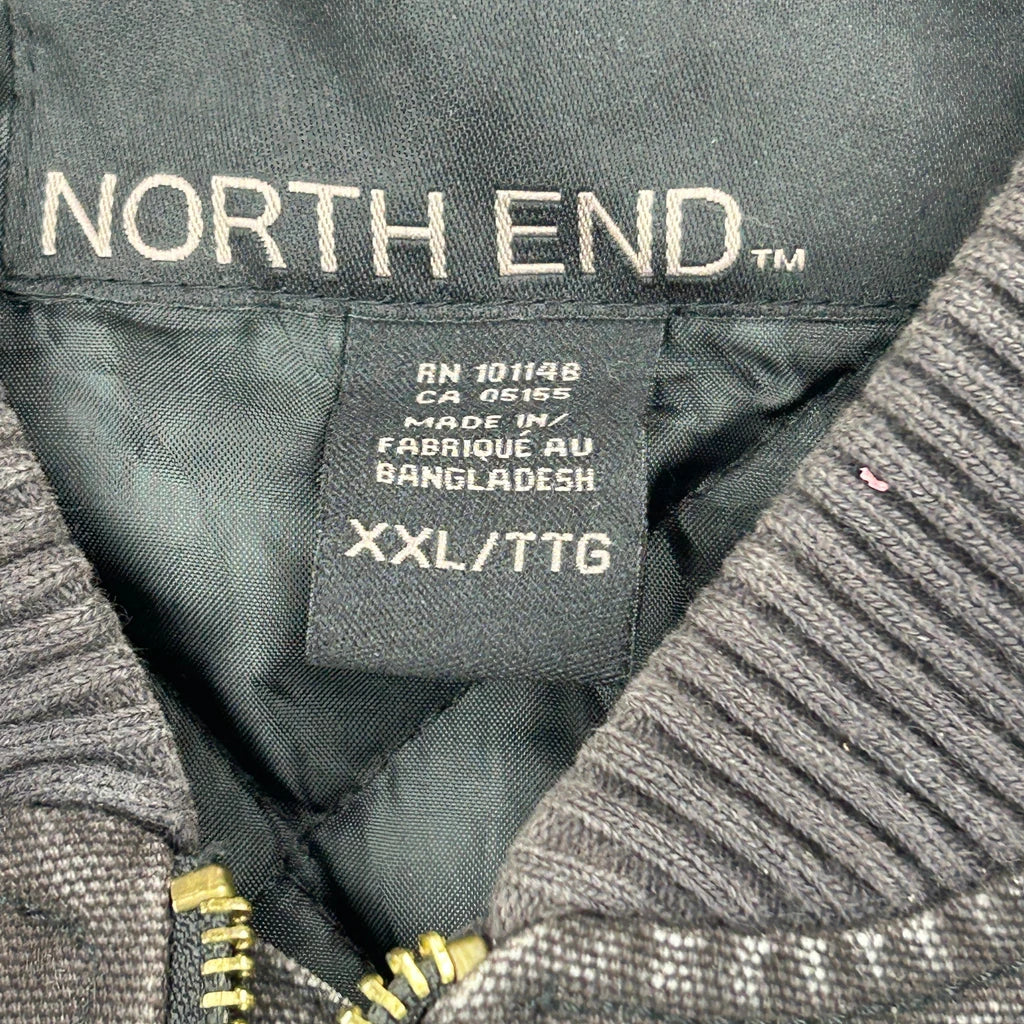 NORTH END™
RN 101148
CA 05155
MADE IN/
FABRIQUÉ AU
BANGLADESH
XXL/TTG